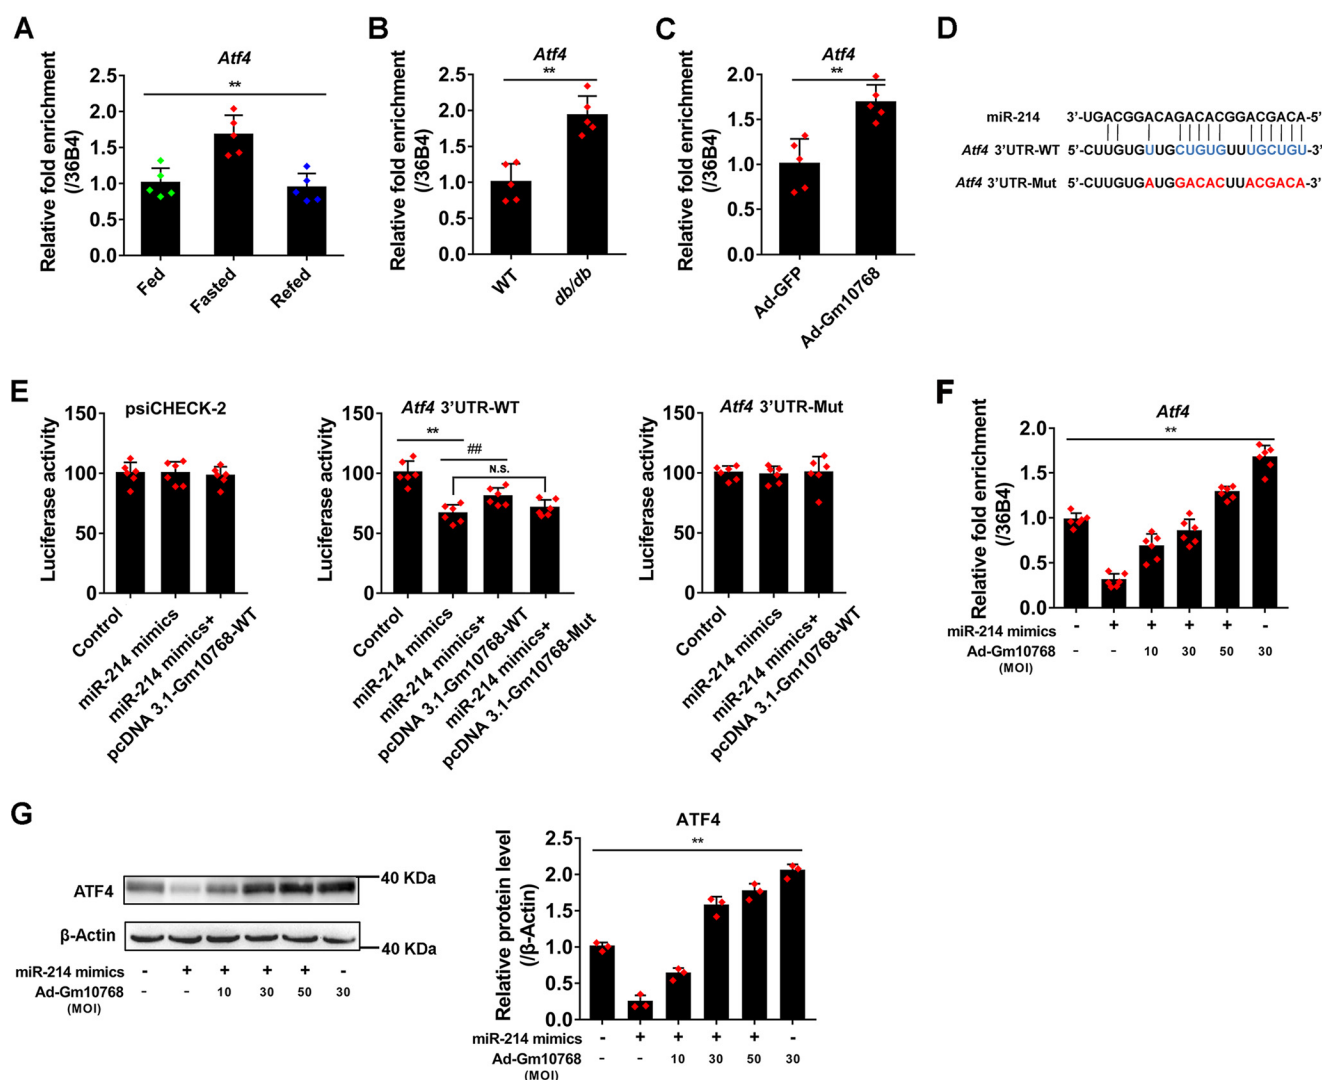 A
Atf4
**
Relative fold enrichment
(/36B4)
2.5
2.0
1.5
1.0
0.5
0.0
Fed
Fasted
Refed
B
Atf4
**
Relative fold enrichment
(/36B4)
2.5
2.0
1.5
1.0
0.5
0.0
WT
db/db
C
Atf4
**
Relative fold enrichment
(/36B4)
2.0
1.5
1.0
0.5
0.0
Ad-GFP
Ad-Gm10768
D
miR-214 3'-UGACGGACAGACACGGACGACA-5'
Atf4 3'UTR-WT 5'-CUUGUGUUGCUGUGUUUGCUGU-3'
Atf4 3'UTR-Mut 5'-CUUGUGAUGGACACUUACGACA-3'
E
psiCHECK-2
Luciferase activity
150
100
50
0
Control
miR-214 mimics
miR-214 mimics+
pcDNA 3.1-Gm10768-WT
Atf4 3'UTR-WT
**
##
N.S.
Luciferase activity
150
100
50
0
Control
miR-214 mimics
miR-214 mimics+
pcDNA 3.1-Gm10768-WT
miR-214 mimics+
pcDNA 3.1-Gm10768-Mut
Atf4 3'UTR-Mut
Luciferase activity
150
100
50
0
Control
miR-214 mimics
miR-214 mimics+
pcDNA 3.1-Gm10768-WT
F
Atf4
**
Relative fold enrichment
(/36B4)
2.0
1.5
1.0
0.5
0.0
miR-214 mimics - + + + + -
Ad-Gm10768 - - 10 30 50 30
(MOI)
G
ATF4
40 KDa
β-Actin
40 KDa
miR-214 mimics - + + + + -
Ad-Gm10768 - - 10 30 50 30
(MOI)
ATF4
**
Relative protein level
(/β-Actin)
2.5
2.0
1.5
1.0
0.5
0.0
miR-214 mimics - + + + + -
Ad-Gm10768 - - 10 30 50 30
(MOI)